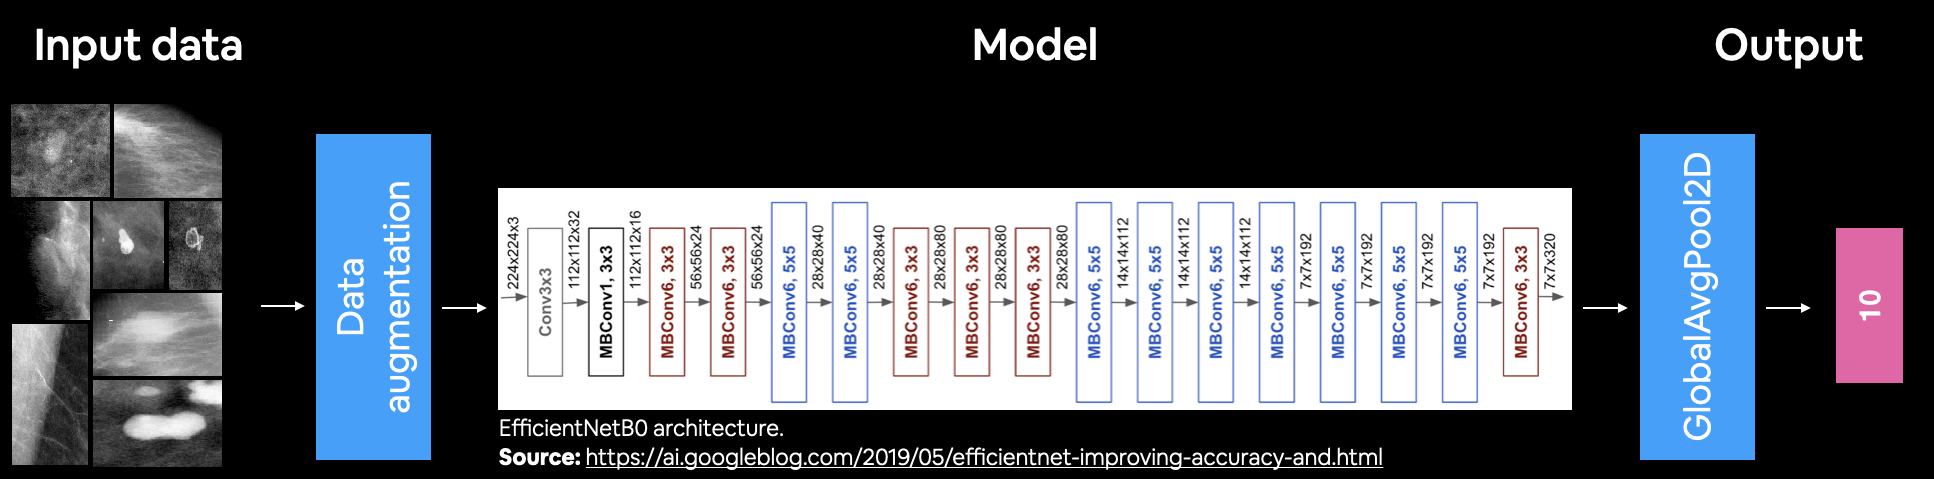 Input data
Model
Output
Data
augmentation
224x224x3
Conv3x3
112x112x32
MBConv1, 3x3
112x112x16
MBConv6, 3x3
56x56x24
MBConv6, 3x3
56x56x24
MBConv6, 5x5
28x28x40
MBConv6, 5x5
28x28x40
MBConv6, 3x3
28x28x80
MBConv6, 3x3
28x28x80
MBConv6, 3x3
28x28x80
MBConv6, 5x5
14x14x112
MBConv6, 5x5
14x14x112
MBConv6, 5x5
14x14x112
MBConv6, 5x5
7x7x192
MBConv6, 5x5
7x7x192
MBConv6, 5x5
7x7x192
MBConv6, 5x5
7x7x192
MBConv6, 3x3
7x7x320
GlobalAvgPool2D
10
EfficientNetB0 architecture.
Source: https://ai.googleblog.com/2019/05/efficientnet-improving-accuracy-and.html